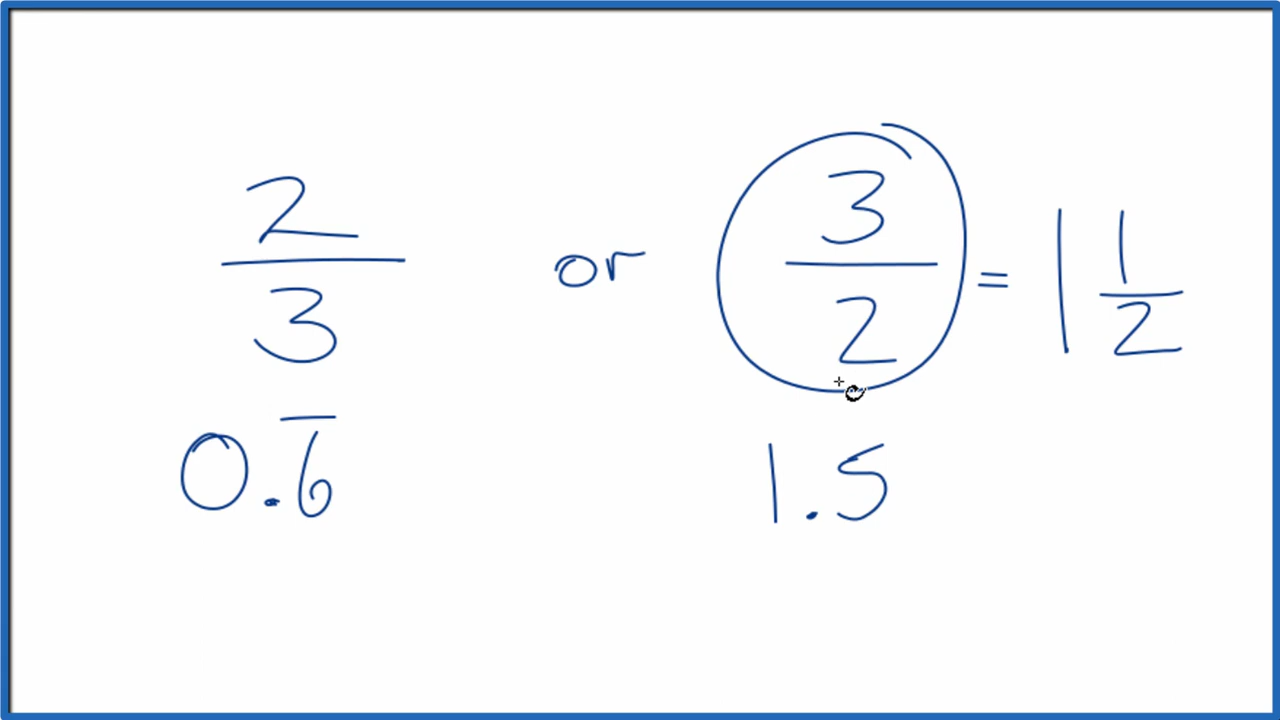 2/3 or 3/2 = 1 1/2
0.6̅ 1.5